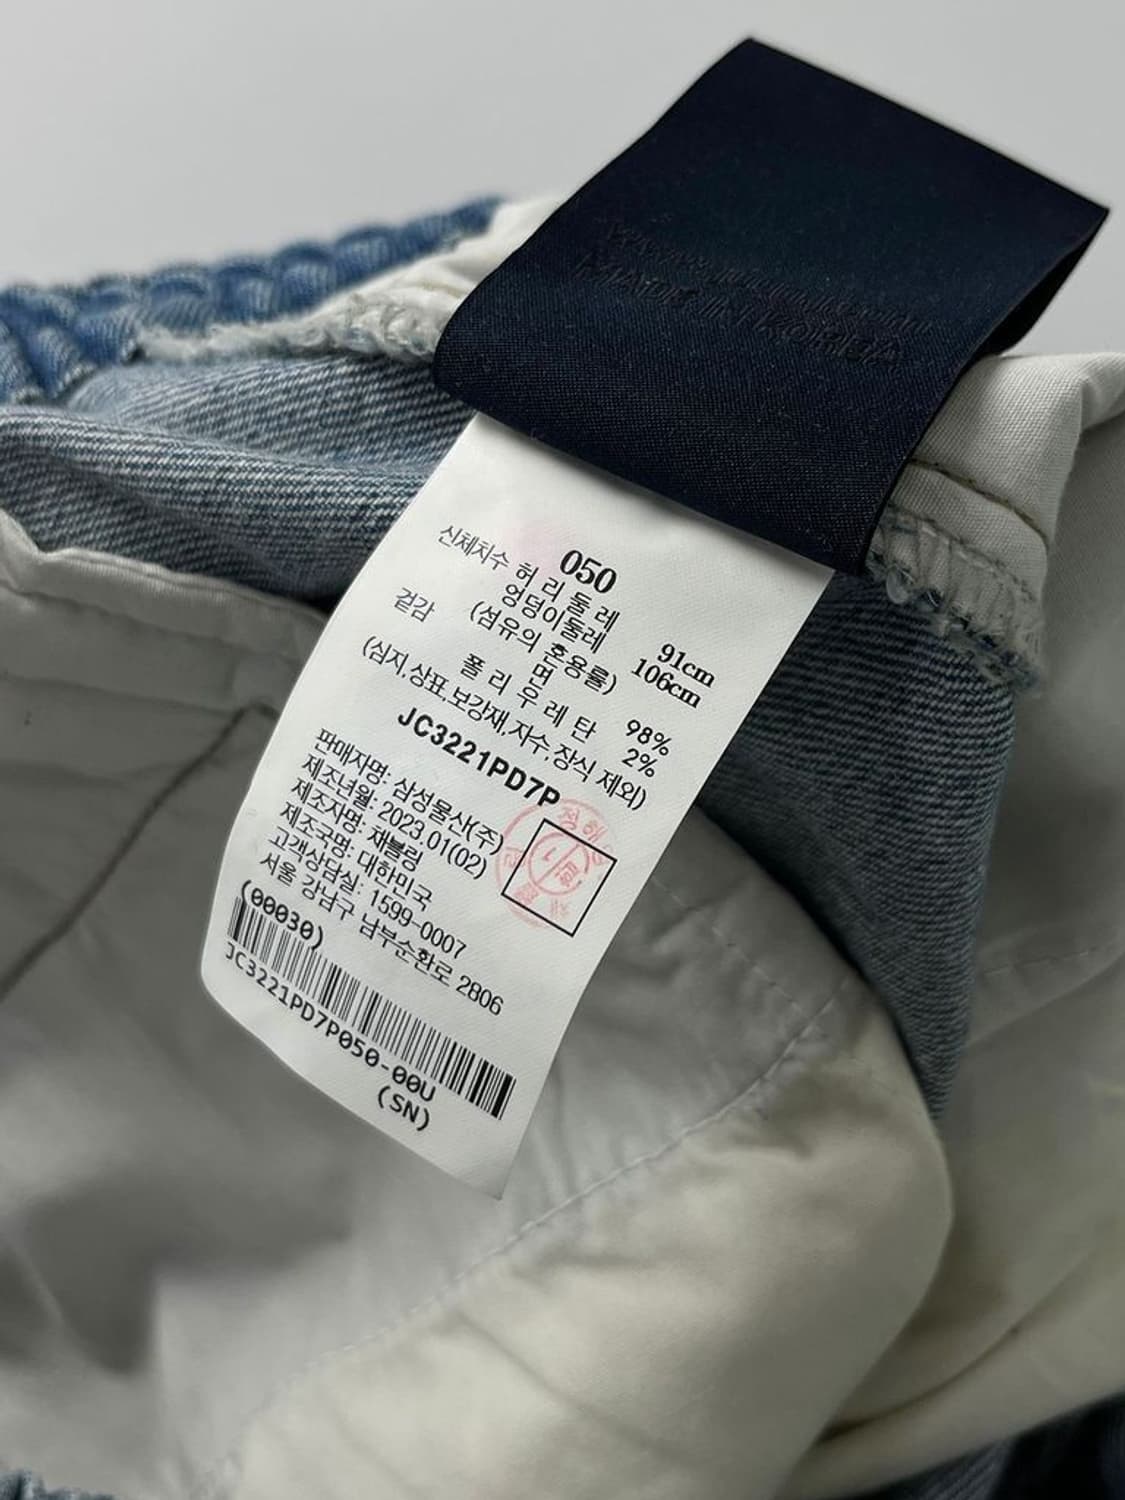 MADE IN KOREA
050
신체치수 허리둘레 91cm
엉덩이둘레 106cm
겉감 (섬유의 혼용률)
면 98%
폴리우레탄 2%
(심지,상표,보강재,자수,장식 제외)
JC3221PD7P
판매자명: 삼성물산(주)
제조년월: 2023.01(02)
제조자명: 재블림
제조국명: 대한민국
고객상담실: 1599-0007
서울 강남구 남부순환로 2806
(00030)
JC3221PD7P050-00U
(SN)